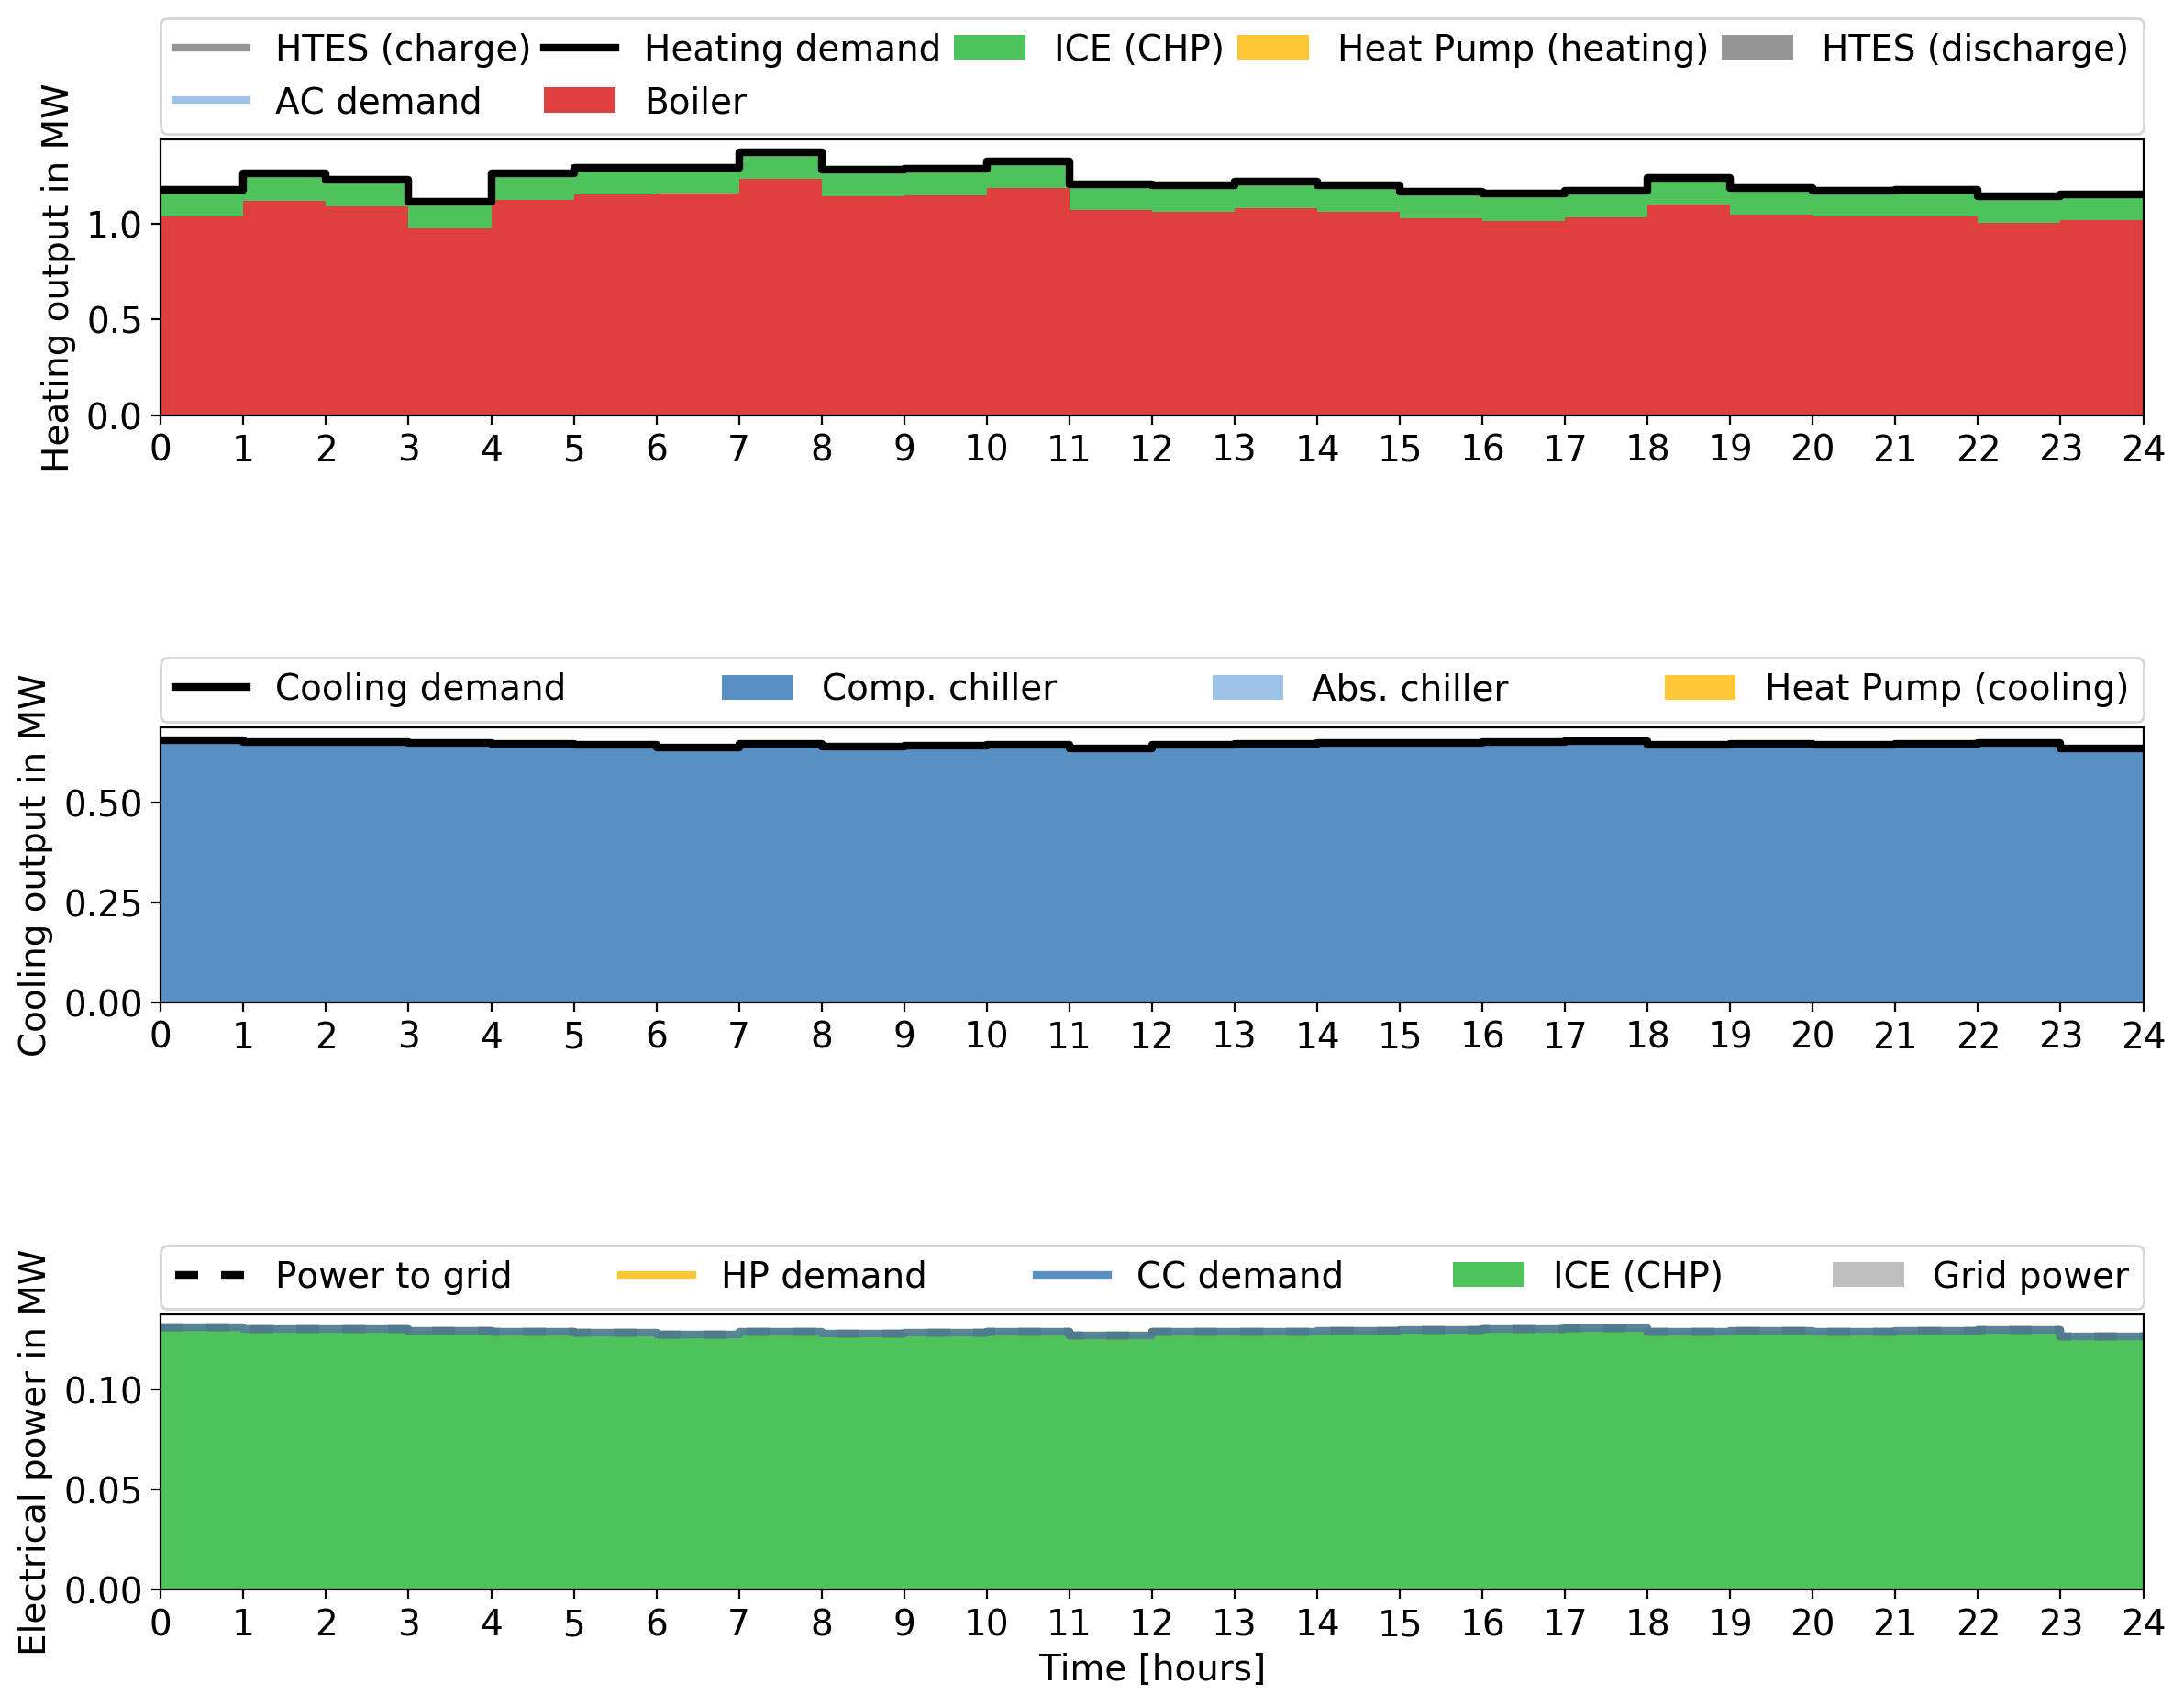 HTES (charge) Heating demand ICE (CHP) Heat Pump (heating) HTES (discharge)
AC demand Boiler
Heating output in MW
1.0
0.5
0.0
0 1 2 3 4 5 6 7 8 9 10 11 12 13 14 15 16 17 18 19 20 21 22 23 24
Cooling demand Comp. chiller Abs. chiller Heat Pump (cooling)
Cooling output in MW
0.50
0.25
0.00
0 1 2 3 4 5 6 7 8 9 10 11 12 13 14 15 16 17 18 19 20 21 22 23 24
Power to grid HP demand CC demand ICE (CHP) Grid power
Electrical power in MW
0.10
0.05
0.00
0 1 2 3 4 5 6 7 8 9 10 11 12 13 14 15 16 17 18 19 20 21 22 23 24
Time [hours]